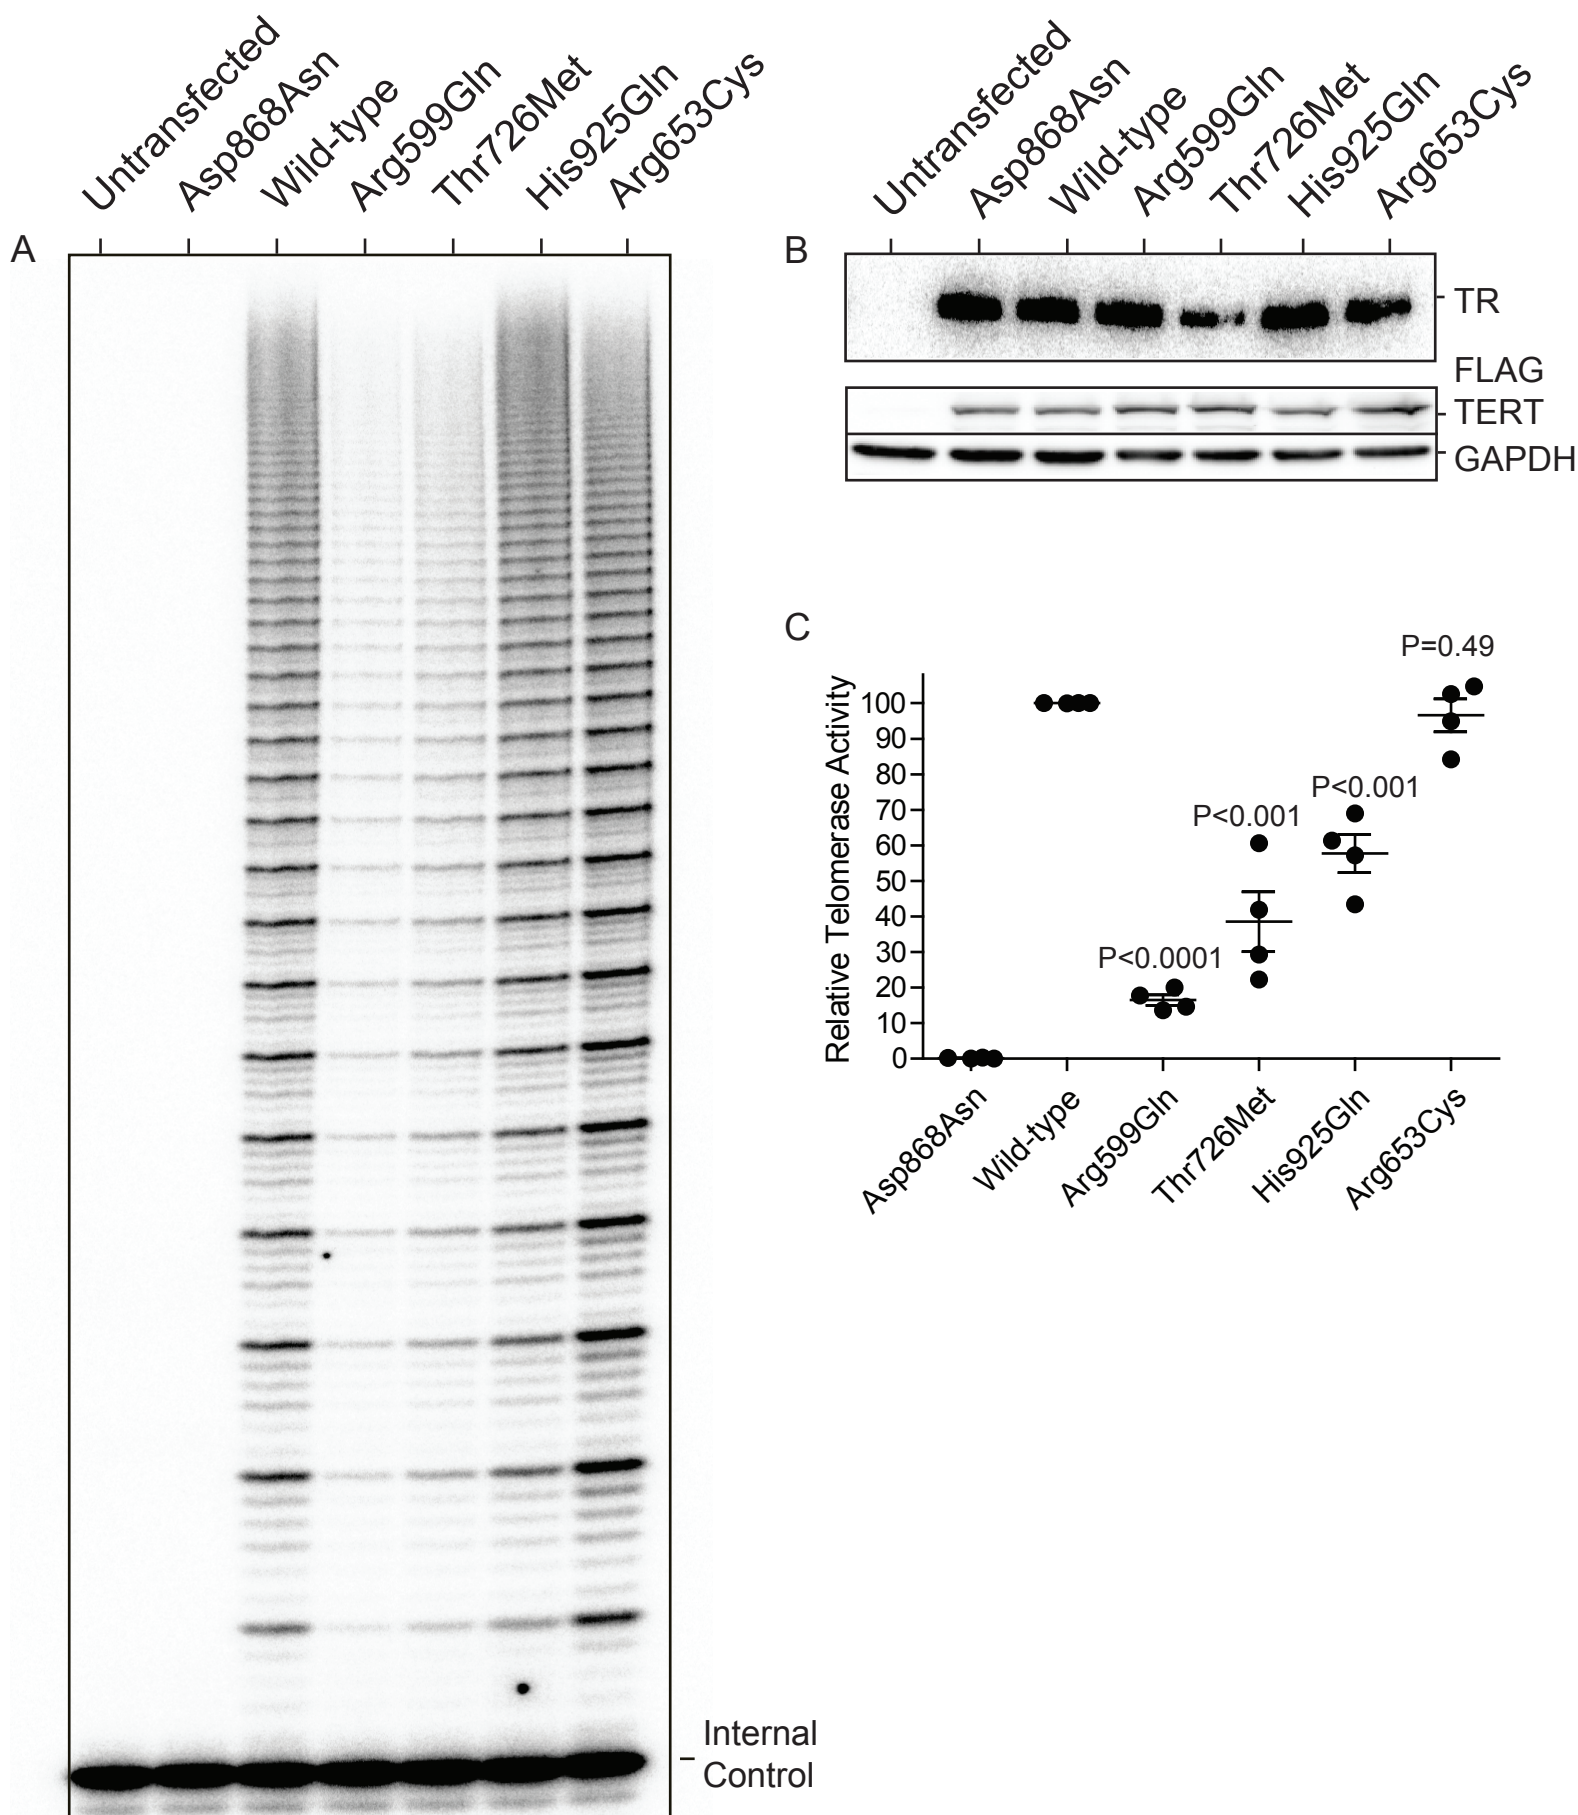 Untransfected
Asp868Asn
Wild-type
Arg599Gln
Thr726Met
His925Gln
Arg653Cys
A
Internal
Control
Untransfected
Asp868Asn
Wild-type
Arg599Gln
Thr726Met
His925Gln
Arg653Cys
B
TR
FLAG
TERT
GAPDH
C
Relative Telomerase Activity
100
90
80
70
60
50
40
30
20
10
0
P<0.0001
P<0.001
P<0.001
P=0.49
Asp868Asn
Wild-type
Arg599Gln
Thr726Met
His925Gln
Arg653Cys